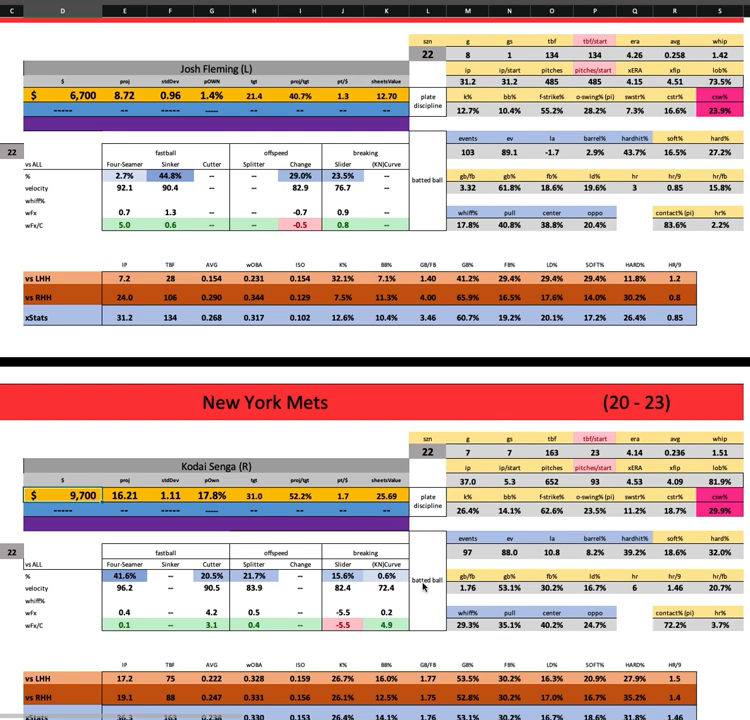 C D E F G H I J K L M N O P Q R S
szn g gs tbf tbf/start era avg whip
22 8 1 134 134 4.26 0.258 1.42
Josh Fleming (L) ip ip/start pitches pitches/start xERA xfip lob%
$ proj stdDev pOWN tgt proj/tgt pt/$ sheetsValue 31.2 31.2 485 485 4.15 4.51 73.5%
$ 6,700 8.72 0.96 1.4% 21.4 40.7% 1.3 12.70 plate discipline k% bb% f-strike% o-swing% (pi) swstr% cstr% csw%
----- -- -- ---- -- -- -- -- 12.7% 10.4% 55.2% 28.2% 7.3% 16.6% 23.9%
events ev la barrel% hardhit% soft% hard%
22 fastball offspeed breaking 103 89.1 -1.7 2.9% 43.7% 16.5% 27.2%
vs ALL Four-Seamer Sinker Cutter Splitter Change Slider (KN)Curve
% 2.7% 44.8% -- -- 29.0% 23.5% -- batted ball gb/fb gb% fb% ld% hr hr/9 hr/fb
velocity 92.1 90.4 -- -- 82.9 76.7 -- 3.32 61.8% 18.6% 19.6% 3 0.85 15.8%
whiff%
wFx 0.7 1.3 -0.7 0.9 whiff% pull center oppo contact% (pi) hr%
wFx/C 5.0 0.6 -- -- -0.5 0.8 -- 17.8% 40.8% 38.8% 20.4% 83.6% 2.2%
IP TBF AVG wOBA ISO K% BB% GB/FB GB% FB% LD% SOFT% HARD% HR/9
vs LHH 7.2 28 0.154 0.231 0.154 32.1% 7.1% 1.40 41.2% 29.4% 29.4% 29.4% 11.8% 1.2
vs RHH 24.0 106 0.290 0.344 0.129 7.5% 11.3% 4.00 65.9% 16.5% 17.6% 14.0% 30.2% 0.8
xStats 31.2 134 0.268 0.317 0.102 12.6% 10.4% 3.46 60.7% 19.2% 20.1% 17.2% 26.4% 0.85
New York Mets (20 - 23)
szn g gs tbf tbf/start era avg whip
22 7 7 163 23 4.14 0.236 1.51
Kodai Senga (R) ip ip/start pitches pitches/start xERA xfip lob%
$ proj stdDev pOwn tgt proj/tgt pt/$ sheetsValue 37.0 5.3 652 93 4.53 4.09 81.9%
$ 9,700 16.21 1.11 17.8% 31.0 52.2% 1.7 25.69 plate discipline k% bb% f-strike% o-swing% (pi) swstr% cstr% csw%
----- -- -- ---- -- -- -- -- 26.4% 14.1% 62.6% 23.5% 11.2% 18.7% 29.9%
events ev la barrel% hardhit% soft% hard%
22 fastball offspeed breaking 97 88.0 10.8 8.2% 39.2% 18.6% 32.0%
vs ALL Four-Seamer Sinker Cutter Splitter Change Slider (KN)Curve
% 41.6% -- 20.5% 21.7% -- 15.6% 0.6% batted ball gb/fb gb% fb% ld% hr hr/9 hr/fb
velocity 96.2 -- 90.5 83.9 -- 82.4 72.4 1.76 53.1% 30.2% 16.7% 6 1.46 20.7%
whiff%
wFx 0.4 4.2 0.5 -5.5 0.2 whiff% pull center oppo contact% (pi) hr%
wFx/C 0.1 -- 3.1 0.4 -- -5.5 4.9 29.3% 35.1% 40.2% 24.7% 72.2% 3.7%
IP TBF AVG wOBA ISO K% BB% GB/FB GB% FB% LD% SOFT% HARD% HR/9
vs LHH 17.2 75 0.222 0.328 0.159 26.7% 16.0% 1.77 53.5% 30.2% 16.3% 20.9% 27.9% 1.5
vs RHH 19.1 88 0.247 0.331 0.156 26.1% 12.5% 1.75 52.8% 30.2% 17.0% 16.7% 35.2% 1.4
xStats 36.3 163 0.238 0.330 0.153 26.4% 14.1% 1.76 53.1% 30.2% 16.7% 18.6% 31.8% 1.46